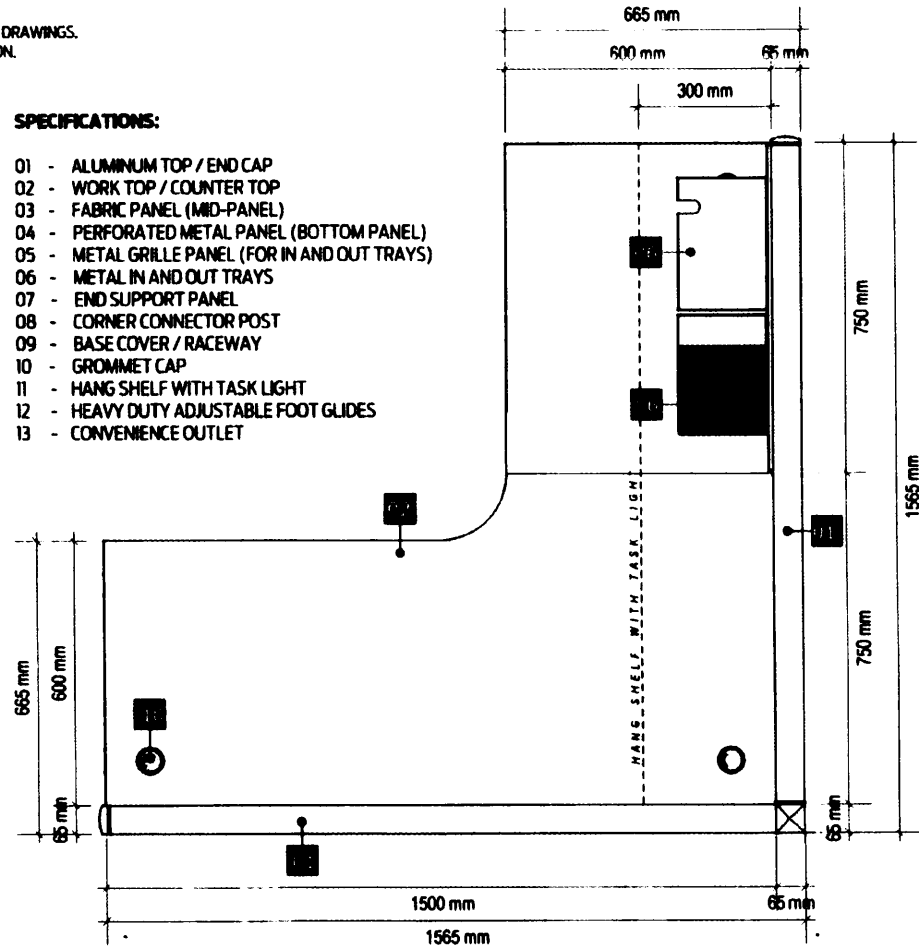 DRAWINGS.
ON.
SPECIFICATIONS:
01 - ALUMINUM TOP / END CAP
02 - WORK TOP / COUNTER TOP
03 - FABRIC PANEL (MID-PANEL)
04 - PERFORATED METAL PANEL (BOTTOM PANEL)
05 - METAL GRILLE PANEL (FOR IN AND OUT TRAYS)
06 - METAL IN AND OUT TRAYS
07 - END SUPPORT PANEL
08 - CORNER CONNECTOR POST
09 - BASE COVER / RACEWAY
10 - GROMMET CAP
11 - HANG SHELF WITH TASK LIGHT
12 - HEAVY DUTY ADJUSTABLE FOOT GLIDES
13 - CONVENIENCE OUTLET
665 mm
600 mm
65 mm
300 mm
750 mm
1565 mm
750 mm
65 mm
HANG SHELF WITH TASK LIGH
01
665 mm
600 mm
65 mm
1500 mm
65 mm
1565 mm